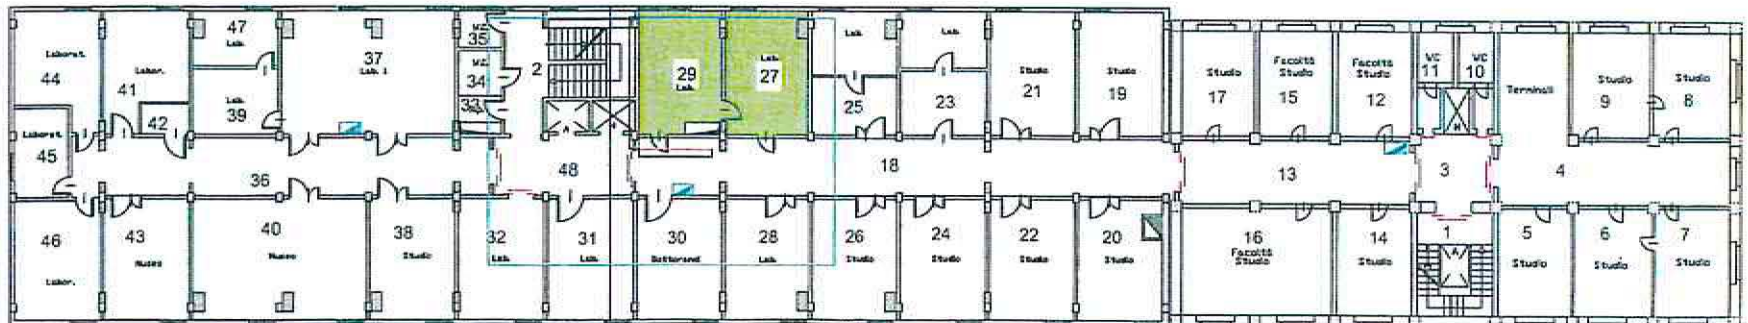 47
Lab.
37
Lab. 1
WC
35
WC
34
33
2
29
Lab.
Lab.
27
Lab.
Lab.
Laborat.
44
Labor.
41
42
Lab.
39
25
23
Studio
21
Studio
19
Studio
17
Facoltà
Studio
15
Facoltà
Studio
12
WC
11
WC
10
Terminali
Studio
9
Studio
8
Laborat.
45
A
36
48
18
13
3
4
46
Labor.
43
Museo
40
Museo
38
Studio
32
Lab.
31
Lab.
30
Dottorand
28
Lab.
26
Studio
24
Studio
22
Studio
20
Studio
16
Facoltà
Studio
14
Studio
1
A
5
Studio
6
Studio
7
Studio